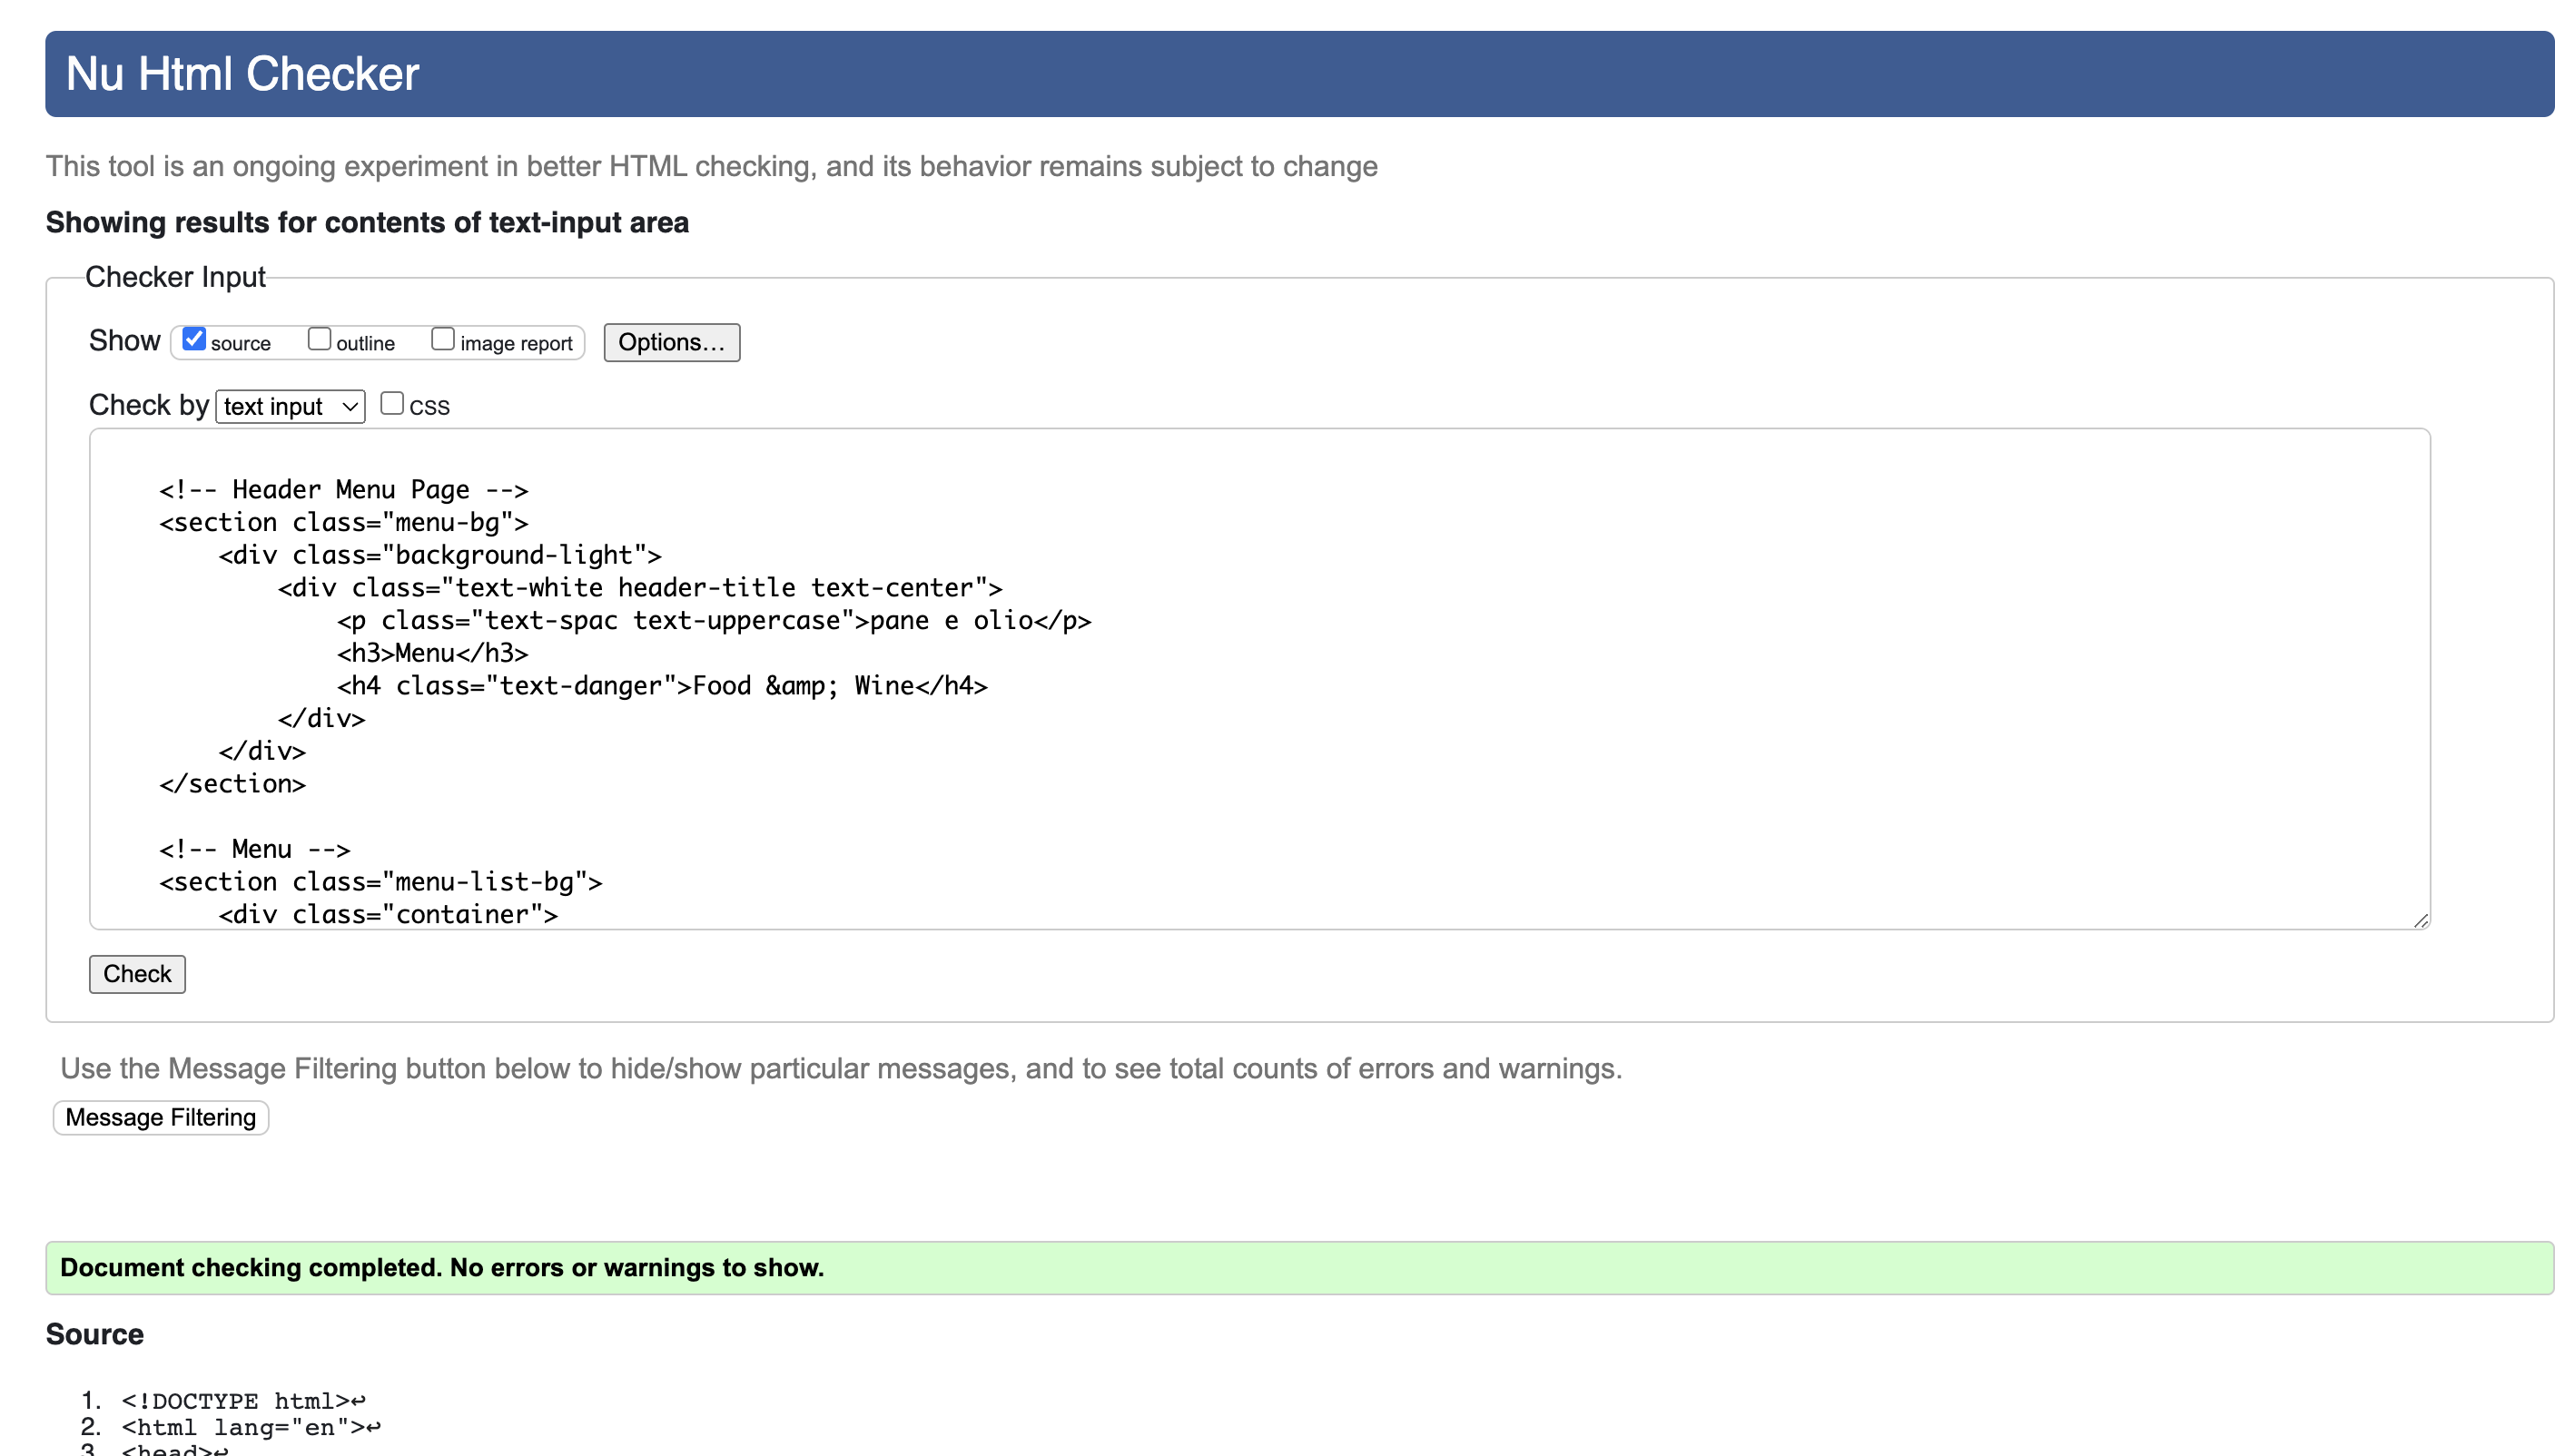 Nu Html Checker
This tool is an ongoing experiment in better HTML checking, and its behavior remains subject to change
Showing results for contents of text-input area
Checker Input
Show source outline image report Options…
Check by text input CSS
<!-- Header Menu Page -->
<section class="menu-bg">
<div class="background-light">
<div class="text-white header-title text-center">
<p class="text-spac text-uppercase">pane e olio</p>
<h3>Menu</h3>
<h4 class="text-danger">Food &amp; Wine</h4>
</div>
</div>
</section>
<!-- Menu -->
<section class="menu-list-bg">
<div class="container">
Check
Use the Message Filtering button below to hide/show particular messages, and to see total counts of errors and warnings.
Message Filtering
Document checking completed. No errors or warnings to show.
Source
1. <!DOCTYPE html>↩
2. <html lang="en">↩
3. <head>↩